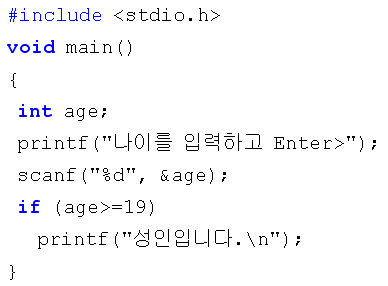 #include <stdio.h>
void main()
{
int age;
printf("나이를 입력하고 Enter>");
scanf("%d", &age);
if (age>=19)
printf("성인입니다.\n");
}